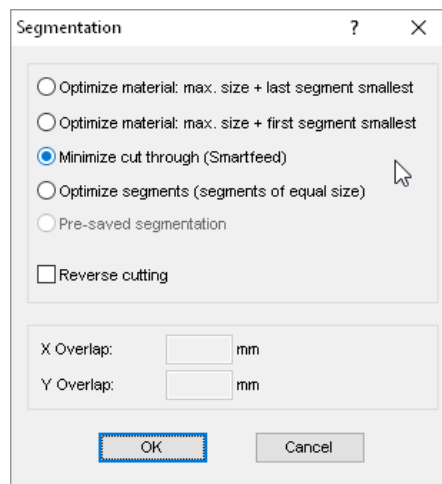 Segmentation ?
Optimize material: max. size + last segment smallest
Optimize material: max. size + first segment smallest
Minimize cut through (Smartfeed)
Optimize segments (segments of equal size)
Pre-saved segmentation
Reverse cutting
X Overlap: mm
Y Overlap: mm
OK Cancel